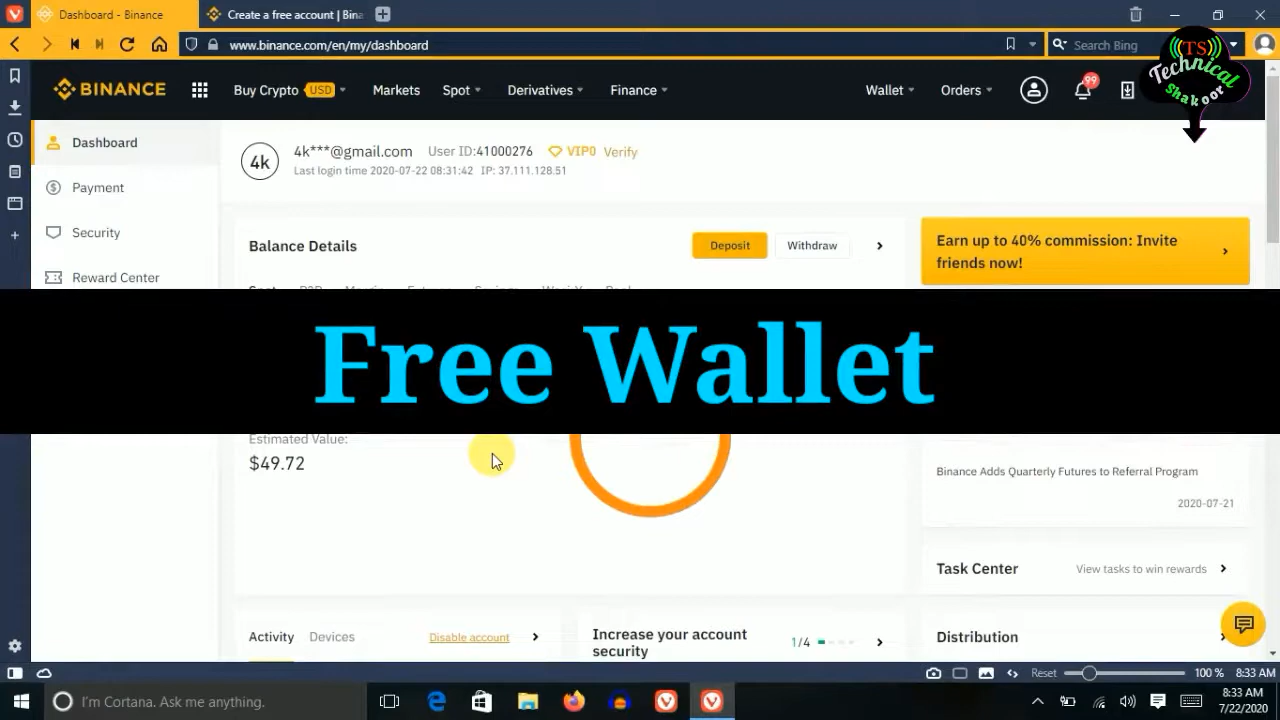 Dashboard - Binance
Create a free account | Bina
www.binance.com/en/my/dashboard
Search Bing
TS
Technical
Shakoor
BINANCE
Buy Crypto USD
Markets
Spot
Derivatives
Finance
Wallet
Orders
99
Dashboard
Payment
Security
Reward Center
4k
4k***@gmail.com User ID:41000276 VIP0 Verify
Last login time 2020-07-22 08:31:42 IP: 37.111.128.51
Balance Details
Deposit
Withdraw
Earn up to 40% commission: Invite
friends now!
Free Wallet
Estimated Value:
$49.72
Binance Adds Quarterly Futures to Referral Program
2020-07-21
Task Center
View tasks to win rewards
Activity
Devices
Disable account
Increase your account
security
1/4
Distribution
Reset
100 %
8:33 AM
I'm Cortana. Ask me anything.
8:33 AM
7/22/2020